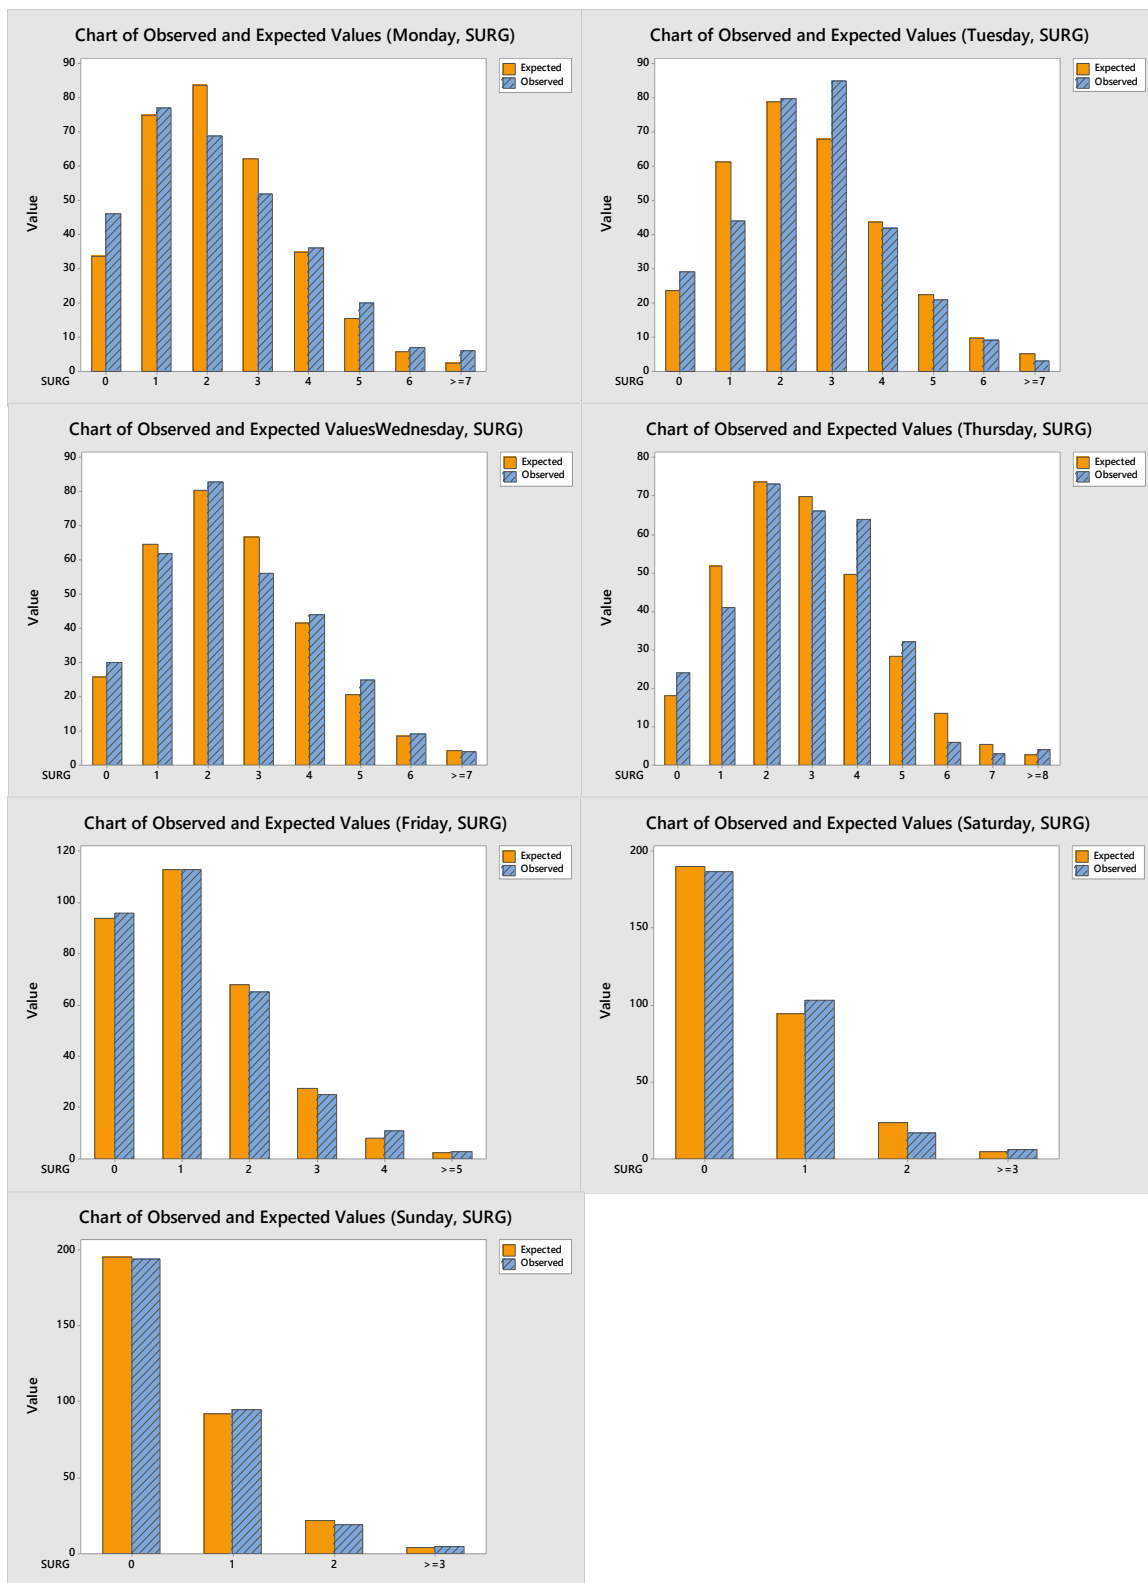 Chart of Observed and Expected Values (Monday, SURG)
Expected
Observed
90
80
70
60
50
40
30
20
10
0
Value
SURG 0 1 2 3 4 5 6 >=7
Chart of Observed and Expected Values (Tuesday, SURG)
Expected
Observed
90
80
70
60
50
40
30
20
10
0
Value
SURG 0 1 2 3 4 5 6 >=7
Chart of Observed and Expected ValuesWednesday, SURG)
Expected
Observed
90
80
70
60
50
40
30
20
10
0
Value
SURG 0 1 2 3 4 5 6 >=7
Chart of Observed and Expected Values (Thursday, SURG)
Expected
Observed
80
70
60
50
40
30
20
10
0
Value
SURG 0 1 2 3 4 5 6 7 >=8
Chart of Observed and Expected Values (Friday, SURG)
Expected
Observed
120
100
80
60
40
20
0
Value
SURG 0 1 2 3 4 >=5
Chart of Observed and Expected Values (Saturday, SURG)
Expected
Observed
200
150
100
50
0
Value
SURG 0 1 2 >=3
Chart of Observed and Expected Values (Sunday, SURG)
Expected
Observed
200
150
100
50
0
Value
SURG 0 1 2 >=3